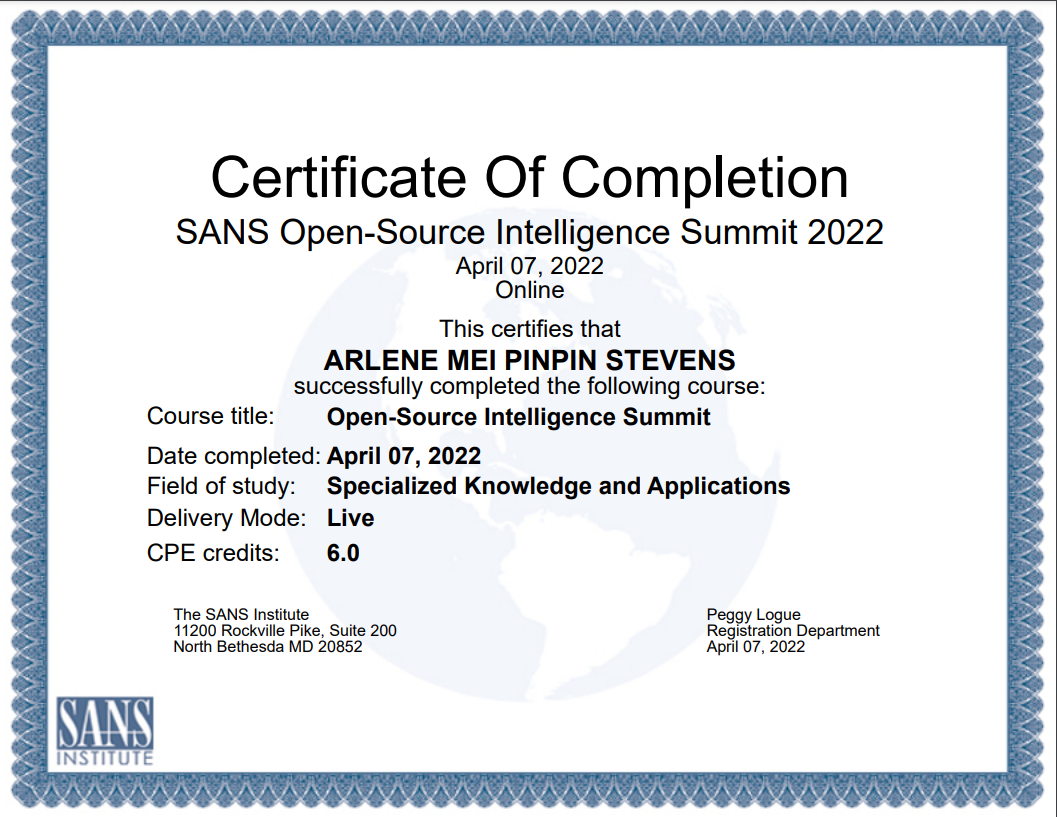 Certificate Of Completion
SANS Open-Source Intelligence Summit 2022
April 07, 2022
Online
This certifies that
ARLENE MEI PINPIN STEVENS
successfully completed the following course:
Course title: Open-Source Intelligence Summit
Date completed: April 07, 2022
Field of study: Specialized Knowledge and Applications
Delivery Mode: Live
CPE credits: 6.0
The SANS Institute
11200 Rockville Pike, Suite 200
North Bethesda MD 20852
Peggy Logue
Registration Department
April 07, 2022
SANS
INSTITUTE